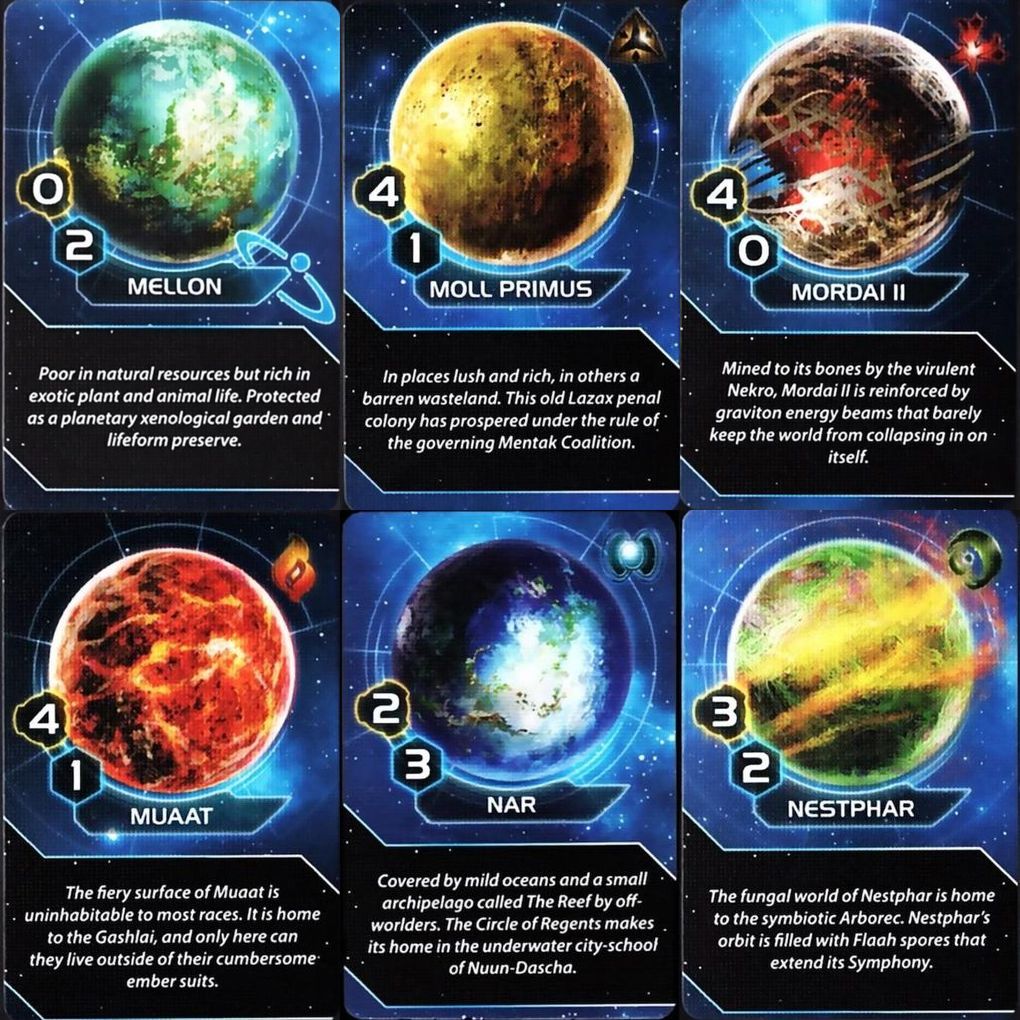 0
2
MELLON
Poor in natural resources but rich in
exotic plant and animal life. Protected
as a planetary xenological garden and
lifeform preserve.
4
1
MOLL PRIMUS
In places lush and rich, in others a
barren wasteland. This old Lazax penal
colony has prospered under the rule of
the governing Mentak Coalition.
4
0
MORDAI II
Mined to its bones by the virulent
Nekro, Mordai II is reinforced by
graviton energy beams that barely
keep the world from collapsing in on
itself.
4
1
MUAAT
The fiery surface of Muaat is
uninhabitable to most races. It is home
to the Gashlai, and only here can
they live outside of their cumbersome
ember suits.
2
3
NAR
Covered by mild oceans and a small
archipelago called The Reef by off-
worlders. The Circle of Regents makes
its home in the underwater city-school
of Nuun-Dascha.
3
2
NESTPHAR
The fungal world of Nestphar is home
to the symbiotic Arborec. Nestphar's
orbit is filled with Flaah spores that
extend its Symphony.